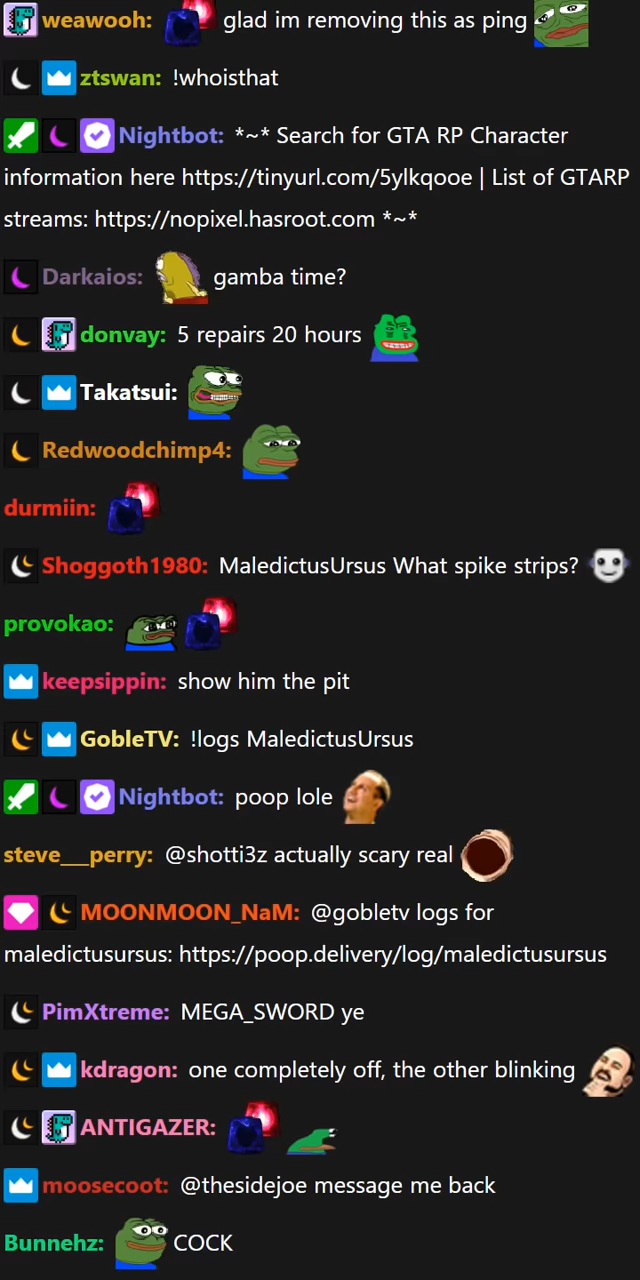 weawooh: glad im removing this as ping
ztswan: !whoisthat
Nightbot: *~* Search for GTA RP Character
information here https://tinyurl.com/5ylkqooe | List of GTARP
streams: https://nopixel.hasroot.com *~*
Darkaios: gamba time?
donvay: 5 repairs 20 hours
Takatsui:
Redwoodchimp4:
durmiin:
Shoggoth1980: MaledictusUrsus What spike strips?
provokao:
keepsippin: show him the pit
GobleTV: !logs MaledictusUrsus
Nightbot: poop lole
steve__perry: @shotti3z actually scary real
MOONMOON_NaM: @gobletv logs for
maledictusursus: https://poop.delivery/log/maledictusursus
PimXtreme: MEGA_SWORD ye
kdragon: one completely off, the other blinking
ANTIGAZER:
moosecoot: @thesidejoe message me back
Bunnehz: COCK